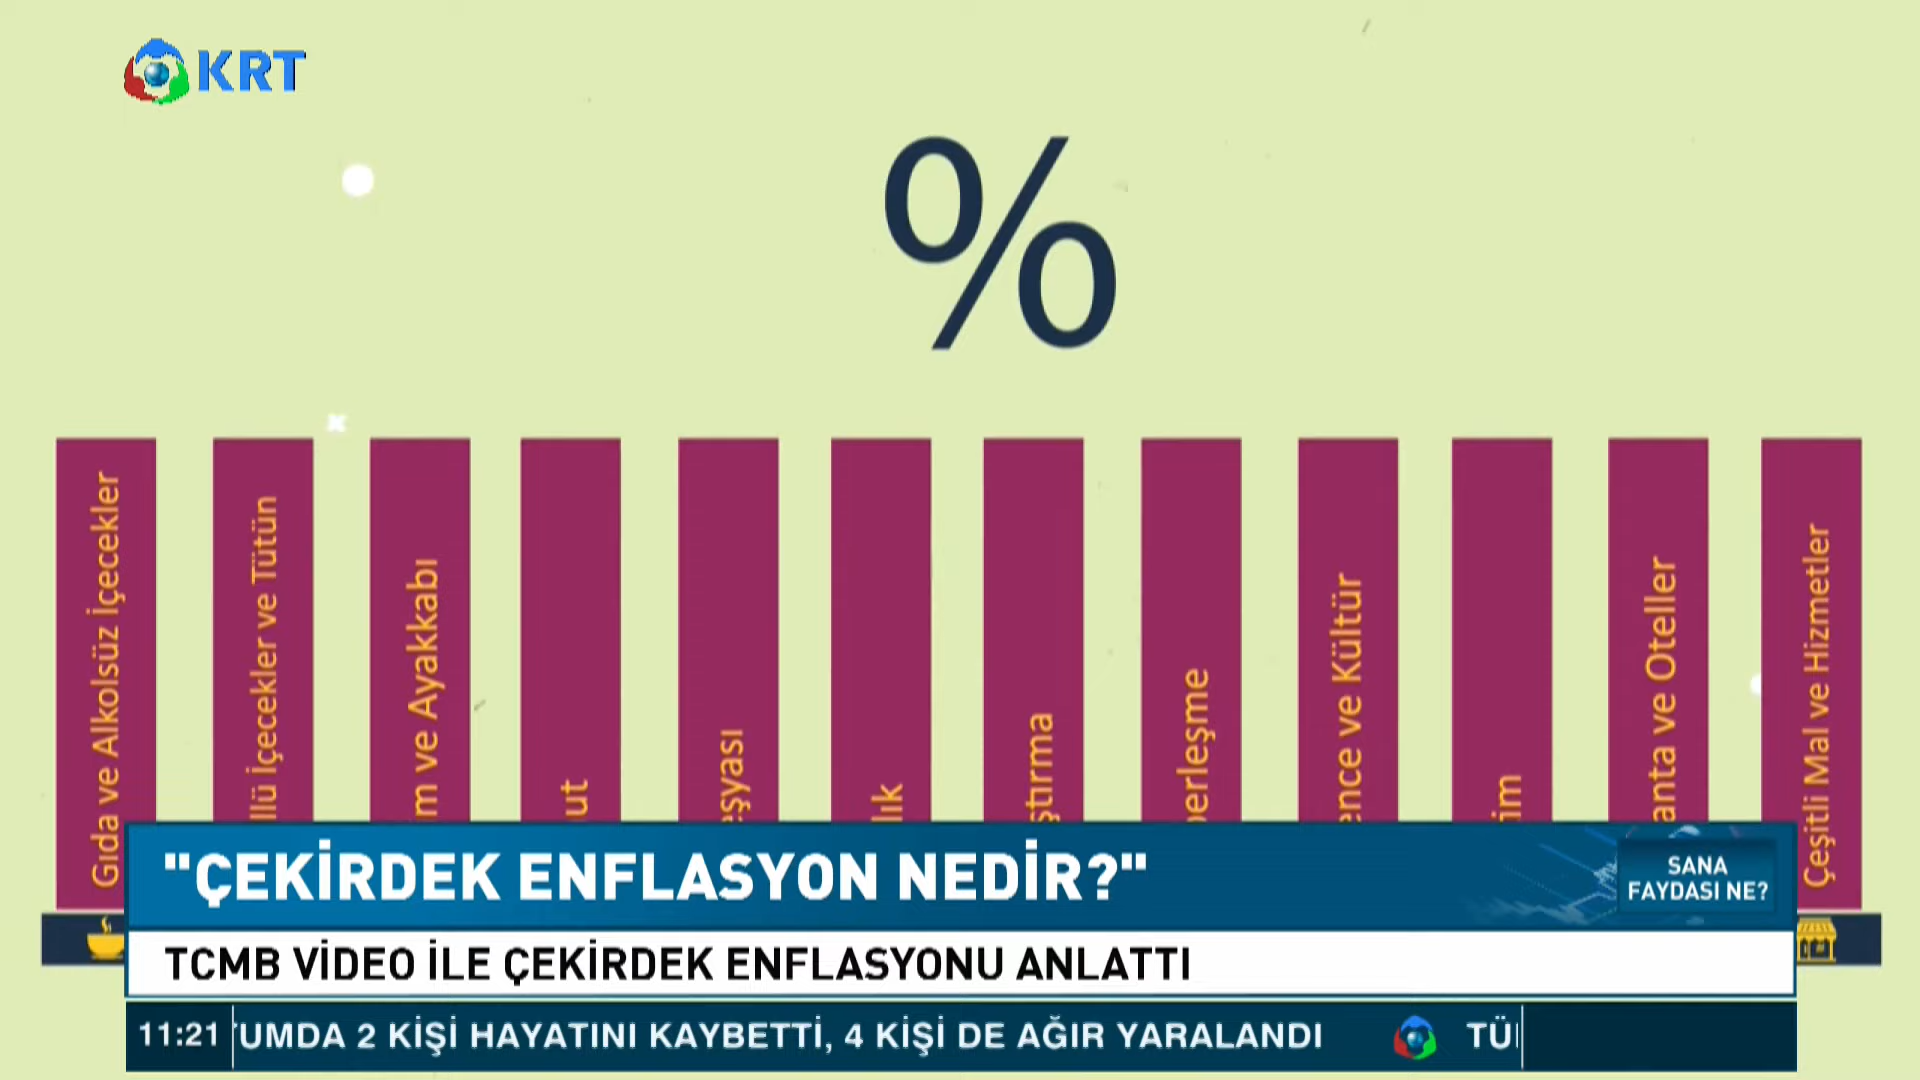 KRT
%
Gıda ve Alkolsüz İçecekler
llü İçecekler ve Tütün
m ve Ayakkabı
ut
eşyası
lık
ştırma
berleşme
ence ve Kültür
im
anta ve Oteller
Çeşitli Mal ve Hizmetler
"ÇEKİRDEK ENFLASYON NEDİR?"
SANA
FAYDASI NE?
TCMB VİDEO İLE ÇEKİRDEK ENFLASYONU ANLATTI
11:21 UMDA 2 KİŞİ HAYATINI KAYBETTİ, 4 KİŞİ DE AĞIR YARALANDI TÜ